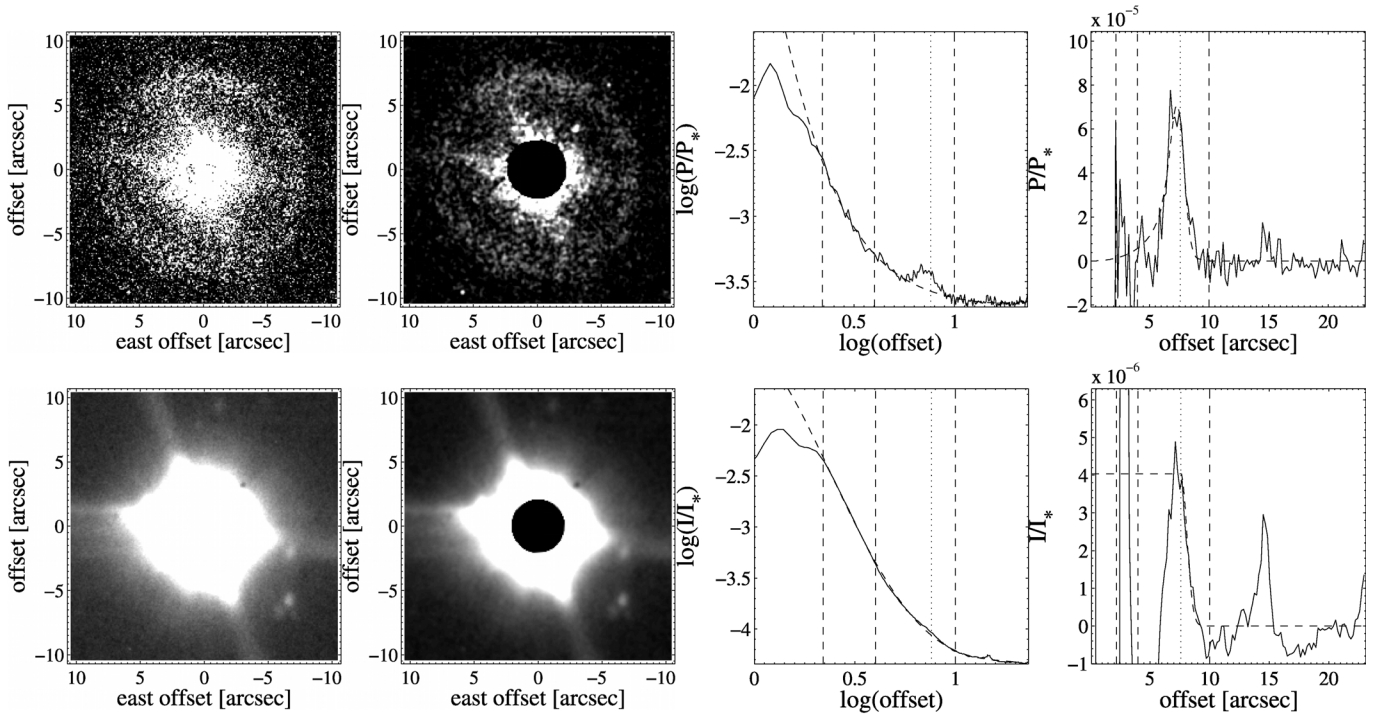 x 10⁻⁵
10
5
0
−5
−10
offset [arcsec]
10 5 0 −5 −10
east offset [arcsec]
10
5
0
−5
−10
offset [arcsec]
10 5 0 −5 −10
east offset [arcsec]
−2
−2.5
−3
−3.5
log(P/P*)
0 0.5 1
log(offset)
10
8
6
4
2
0
−2
P/P*
5 10 15 20
offset [arcsec]
x 10⁻⁶
10
5
0
−5
−10
offset [arcsec]
10 5 0 −5 −10
east offset [arcsec]
10
5
0
−5
−10
offset [arcsec]
10 5 0 −5 −10
east offset [arcsec]
−2
−2.5
−3
−3.5
−4
log(I/I*)
0 0.5 1
log(offset)
6
5
4
3
2
1
0
−1
I/I*
5 10 15 20
offset [arcsec]